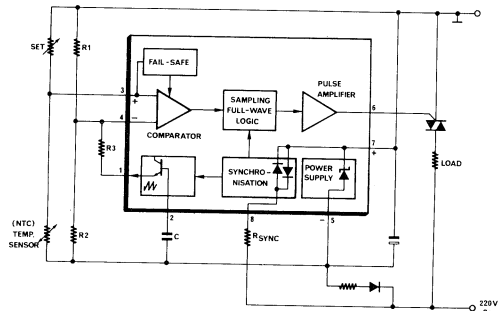 SET
R1
FAIL-SAFE
3
+
4
−
COMPARATOR
SAMPLING
FULL-WAVE
LOGIC
PULSE
AMPLIFIER
6
7
+
LOAD
R3
1
SYNCHRO-
NISATION
POWER
SUPPLY
2
8
− 5
(NTC)
TEMP.
SENSOR
R2
C
RSYNC
220V